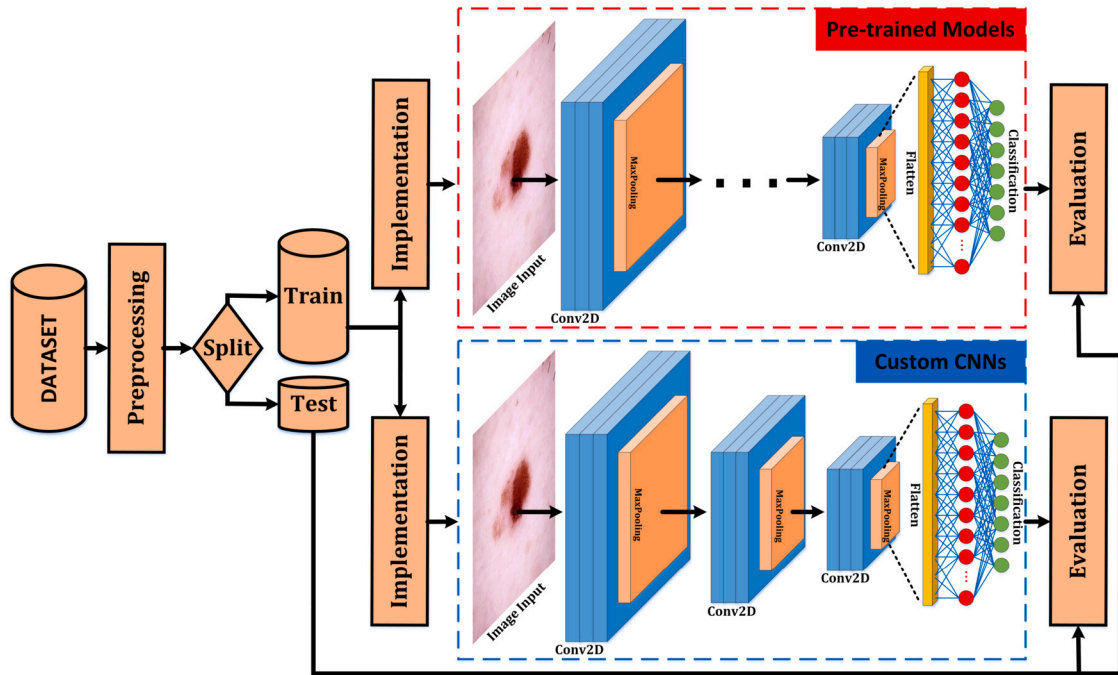 DATASET
Preprocessing
Split
Train
Test
Implementation
Pre-trained Models
Image Input
Conv2D
MaxPooling
Conv2D
MaxPooling
Flatten
Classification
Evaluation
Implementation
Custom CNNs
Image Input
Conv2D
MaxPooling
Conv2D
MaxPooling
Conv2D
MaxPooling
Flatten
Classification
Evaluation